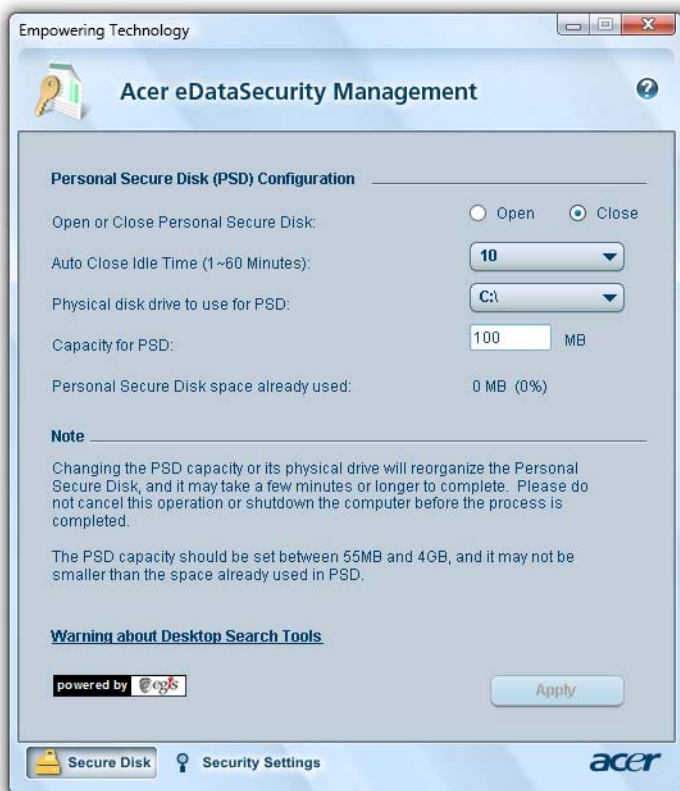 Empowering Technology
Acer eDataSecurity Management
Personal Secure Disk (PSD) Configuration
Open or Close Personal Secure Disk: Open Close
Auto Close Idle Time (1~60 Minutes): 10
Physical disk drive to use for PSD: C:\
Capacity for PSD: 100 MB
Personal Secure Disk space already used: 0 MB (0%)
Note
Changing the PSD capacity or its physical drive will reorganize the Personal
Secure Disk, and it may take a few minutes or longer to complete. Please do
not cancel this operation or shutdown the computer before the process is
completed.
The PSD capacity should be set between 55MB and 4GB, and it may not be
smaller than the space already used in PSD.
Warning about Desktop Search Tools
powered by egis
Apply
Secure Disk Security Settings acer